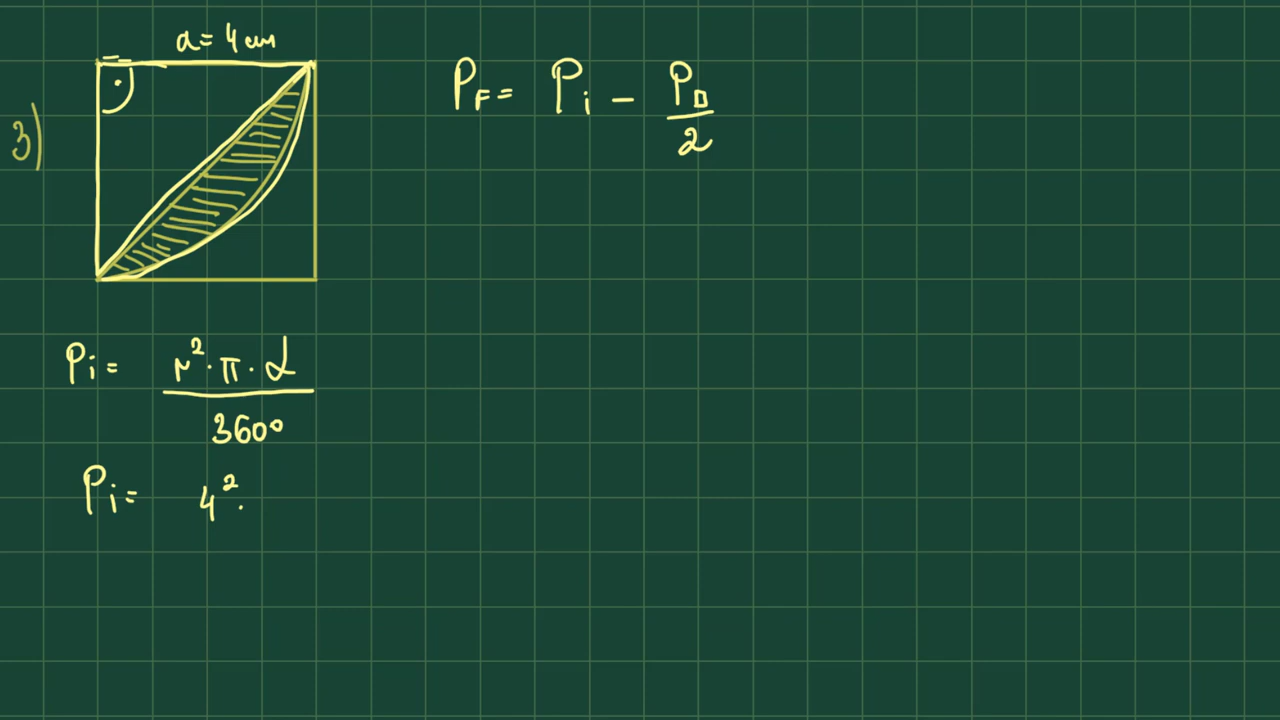 a = 4 cm
3)
P_F = P_i - P_□/2
P_i = r² · π · α / 360°
P_i = 4² ·